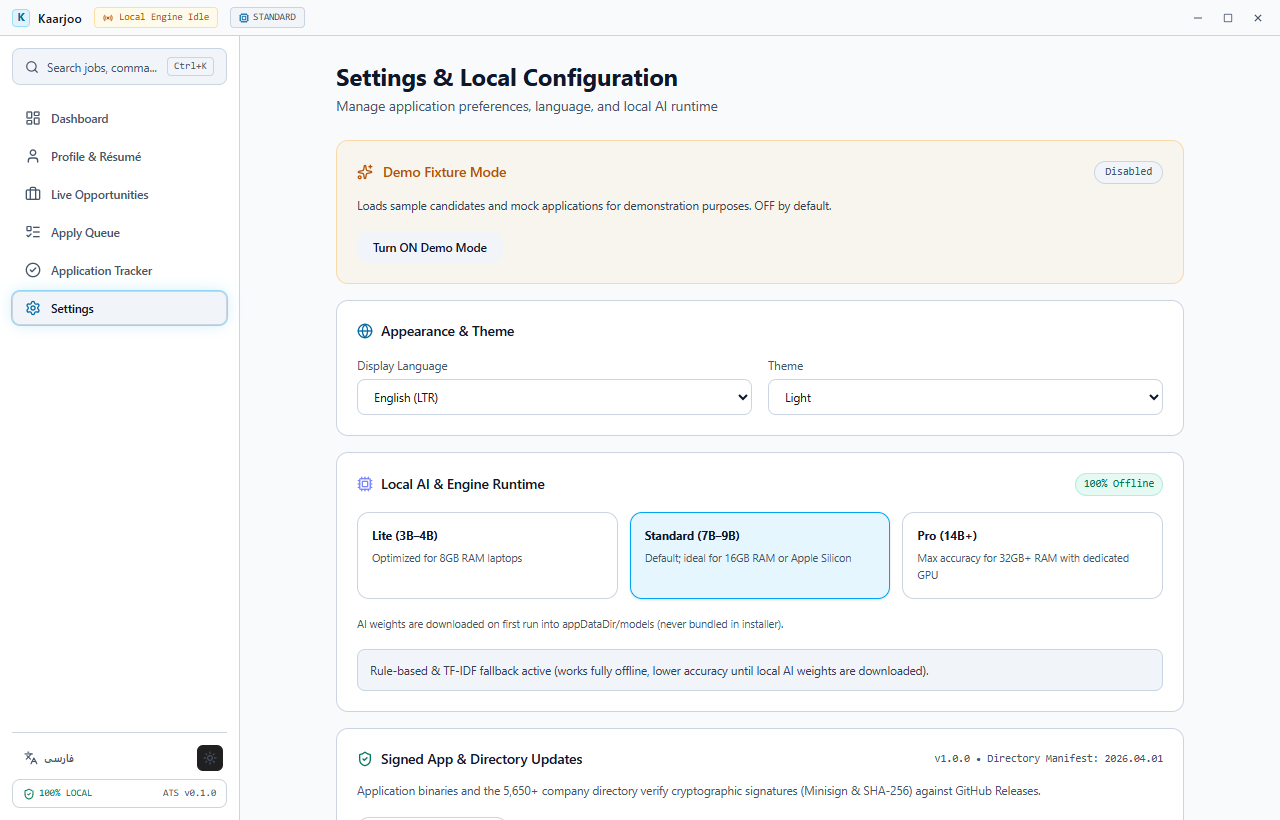 K Kaarjoo Local Engine Idle STANDARD
Search jobs, comma... Ctrl+K
Dashboard
Profile & Résumé
Live Opportunities
Apply Queue
Application Tracker
Settings
فارسی
100% LOCAL ATS v0.1.0
Settings & Local Configuration
Manage application preferences, language, and local AI runtime
Demo Fixture Mode Disabled
Loads sample candidates and mock applications for demonstration purposes. OFF by default.
Turn ON Demo Mode
Appearance & Theme
Display Language Theme
English (LTR) Light
Local AI & Engine Runtime 100% Offline
Lite (3B–4B)
Optimized for 8GB RAM laptops
Standard (7B–9B)
Default; ideal for 16GB RAM or Apple Silicon
Pro (14B+)
Max accuracy for 32GB+ RAM with dedicated
GPU
AI weights are downloaded on first run into appDataDir/models (never bundled in installer).
Rule-based & TF-IDF fallback active (works fully offline, lower accuracy until local AI weights are downloaded).
Signed App & Directory Updates v1.0.0 • Directory Manifest: 2026.04.01
Application binaries and the 5,650+ company directory verify cryptographic signatures (Minisign & SHA-256) against GitHub Releases.